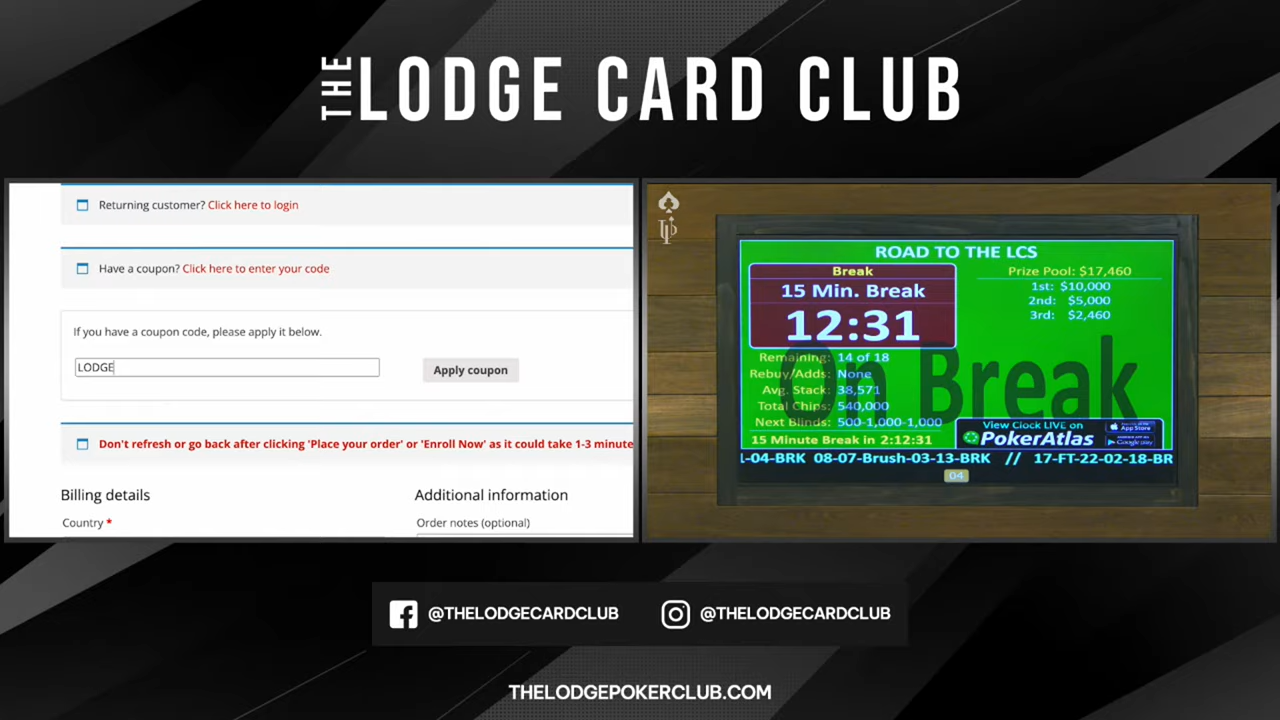 THE LODGE CARD CLUB
Returning customer? Click here to login
Have a coupon? Click here to enter your code
If you have a coupon code, please apply it below.
LODGE
Apply coupon
Don't refresh or go back after clicking 'Place your order' or 'Enroll Now' as it could take 1-3 minute
Billing details
Additional information
Country *
Order notes (optional)
UP
ROAD TO THE LCS
Break
15 Min. Break
12:31
Prize Pool: $17,460
1st: $10,000
2nd: $5,000
3rd: $2,460
On Break
Remaining: 14 of 18
Rebuy/Adds: None
Avg. Stack: 38,571
Total Chips: 540,000
Next Blinds: 500-1,000-1,000
15 Minute Break in 2:12:31
View Clock LIVE on
PokerAtlas
App Store
Google play
L-04-BRK 08-07-Brush-03-13-BRK // 17-FT-22-02-18-BR
04
@THELODGECARDCLUB
@THELODGECARDCLUB
THELODGEPOKERCLUB.COM